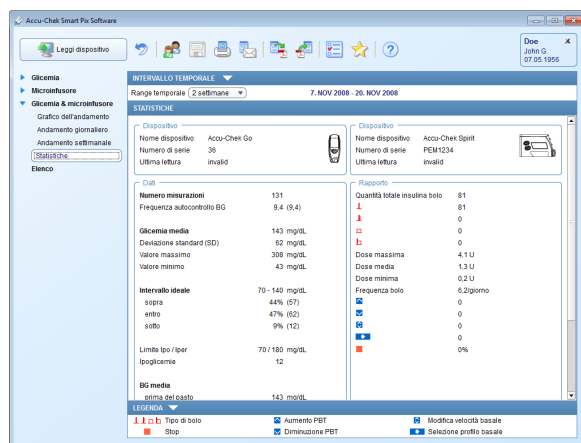 Accu-Chek Smart Pix Software
Leggi dispositivo
Doe
John G.
07.05.1956
Glicemia
Microinfusore
Glicemia & microinfusore
Grafico dell'andamento
Andamento giornaliero
Andamento settimanale
Statistiche
Elenco
INTERVALLO TEMPORALE
Range temporale 2 settimane 7. NOV 2008 - 20. NOV 2008
STATISTICHE
Dispositivo
Nome dispositivo Accu-Chek Go
Numero di serie 36
Ultima lettura invalid
Dispositivo
Nome dispositivo Accu-Chek Spirit
Numero di serie PEM1234
Ultima lettura invalid
Dati
Numero misurazioni 131
Frequenza autocontrollo BG 9,4 (9,4)
Glicemia media 143 mg/dL
Deviazione standard (SD) 62 mg/dL
Valore massimo 308 mg/dL
Valore minimo 43 mg/dL
Intervallo ideale 70 - 140 mg/dL
sopra 44% (57)
entro 47% (62)
sotto 9% (12)
Limite Ipo / Iper 70 / 180 mg/dL
Ipoglicemie 12
BG media
prima del pasto 143 mg/dL
Rapporto
Quantità totale insulina bolo 81
81
0
0
0
Dose massima 4,1 U
Dose media 1,3 U
Dose minima 0,2 U
Frequenza bolo 6,2/giorno
0
0
0
0
0%
LEGENDA
Tipo di bolo Aumento PBT Modifica velocità basale
Stop Diminuzione PBT Selezione profilo basale